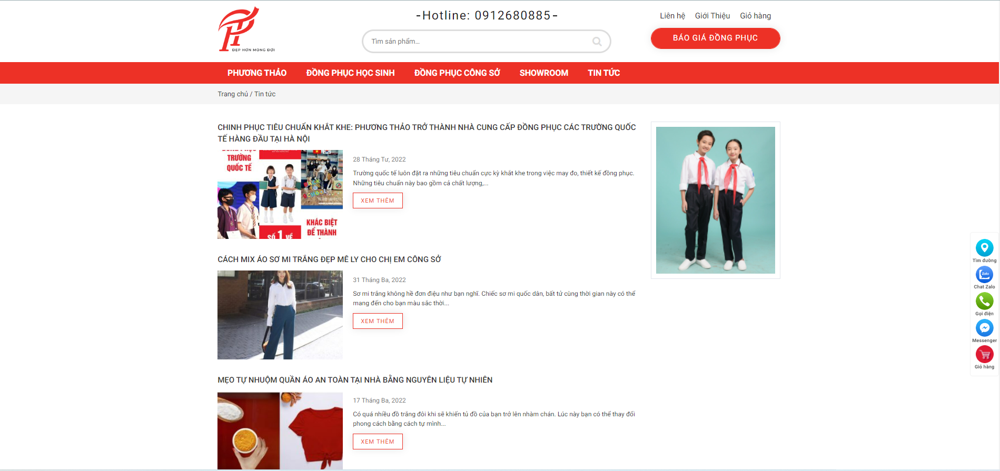 ĐẸP HƠN MONG ĐỢI
-Hotline: 0912680885-
Tìm sản phẩm...
Liên hệ Giới Thiệu Giỏ hàng
BÁO GIÁ ĐỒNG PHỤC
PHƯƠNG THẢO ĐỒNG PHỤC HỌC SINH ĐỒNG PHỤC CÔNG SỞ SHOWROOM TIN TỨC
Trang chủ / Tin tức
CHINH PHỤC TIÊU CHUẨN KHẮT KHE: PHƯƠNG THẢO TRỞ THÀNH NHÀ CUNG CẤP ĐỒNG PHỤC CÁC TRƯỜNG QUỐC
TẾ HÀNG ĐẦU TẠI HÀ NỘI
TRƯỜNG
QUỐC TẾ
BACK
TO
SCHOOL
KHÁC BIỆT
ĐỂ THÀNH
SỐ 1 VỀ
28 Tháng Tư, 2022
Trường quốc tế luôn đặt ra những tiêu chuẩn cực kỳ khắt khe trong việc may đo, thiết kế đồng phục.
Những tiêu chuẩn này bao gồm cả chất lượng,...
XEM THÊM
CÁCH MIX ÁO SƠ MI TRẮNG ĐẸP MÊ LY CHO CHỊ EM CÔNG SỞ
31 Tháng Ba, 2022
Sơ mi trắng không hề đơn điệu như bạn nghĩ. Chiếc sơ mi quốc dân, bất tử cùng thời gian này có thể
mang đến cho bạn màu sắc thời...
XEM THÊM
MẸO TỰ NHUỘM QUẦN ÁO AN TOÀN TẠI NHÀ BẰNG NGUYÊN LIỆU TỰ NHIÊN
17 Tháng Ba, 2022
Có quá nhiều đồ trắng đôi khi sẽ khiến tủ đồ của bạn trở lên nhàm chán. Lúc này bạn có thể thay đổi
phong cách bằng cách tự mình...
XEM THÊM
Tìm đường
Zalo
Chat Zalo
Gọi điện
Messenger
Giỏ hàng